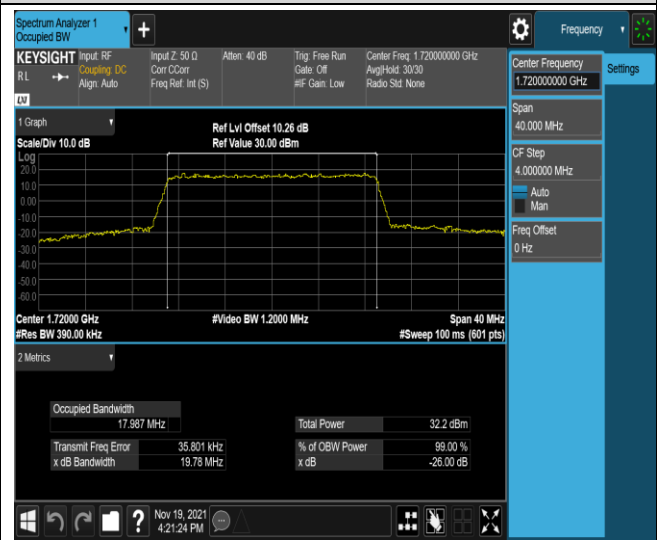 Spectrum Analyzer 1
Occupied BW
Frequency
KEYSIGHT
Input: RF
Coupling: DC
Align: Auto
Input Z: 50 Ω
Corr CCorr
Freq Ref: Int (S)
Atten: 40 dB
Trig: Free Run
Gate: Off
#IF Gain: Low
Center Freq: 1.720000000 GHz
Avg|Hold: 30/30
Radio Std: None
RL
LXI
Center Frequency
1.720000000 GHz
Settings
Span
40.000 MHz
CF Step
4.000000 MHz
Auto
Man
Freq Offset
0 Hz
1 Graph
Scale/Div 10.0 dB
Ref Lvl Offset 10.26 dB
Ref Value 30.00 dBm
Log
20.0
10.0
0.00
-10.0
-20.0
-30.0
-40.0
-50.0
-60.0
Center 1.72000 GHz
#Video BW 1.2000 MHz
Span 40 MHz
#Res BW 390.00 kHz
#Sweep 100 ms (601 pts)
2 Metrics
Occupied Bandwidth
17.987 MHz
Total Power 32.2 dBm
Transmit Freq Error 35.801 kHz
% of OBW Power 99.00 %
x dB Bandwidth 19.78 MHz
x dB -26.00 dB
?
Nov 19, 2021
4:21:24 PM